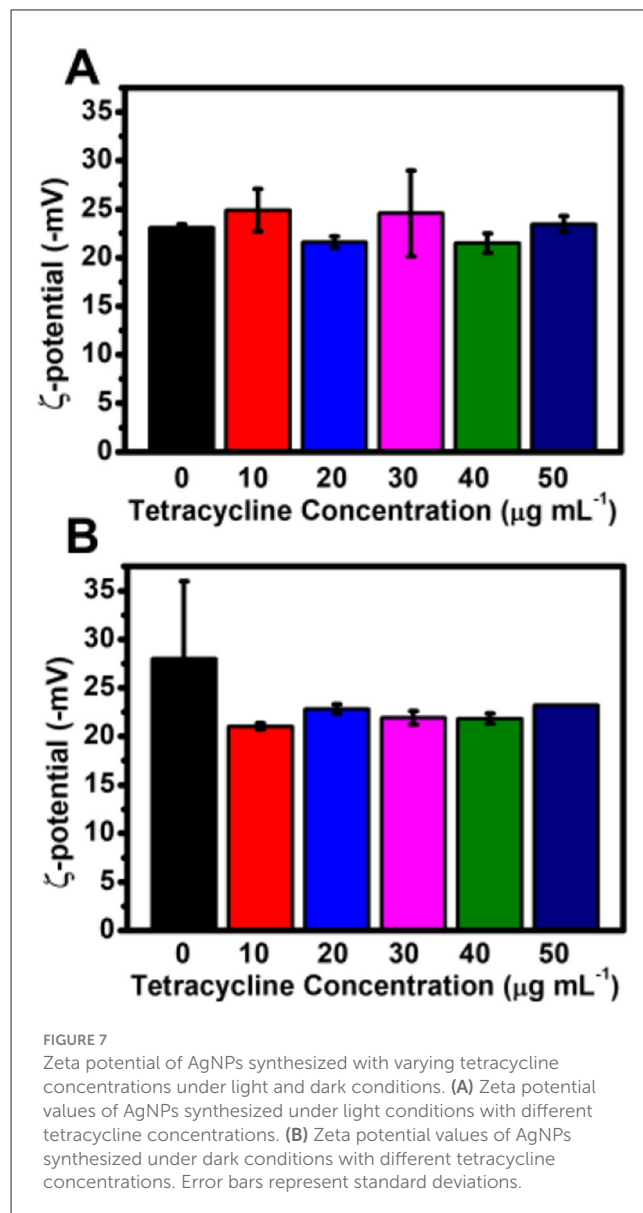 A
35
30
25
20
15
10
5
0
ζ-potential (-mV)
0 10 20 30 40 50
Tetracycline Concentration (μg mL⁻¹)
B
35
30
25
20
15
10
5
0
ζ-potential (-mV)
0 10 20 30 40 50
Tetracycline Concentration (μg mL⁻¹)
FIGURE 7
Zeta potential of AgNPs synthesized with varying tetracycline
concentrations under light and dark conditions. (A) Zeta potential
values of AgNPs synthesized under light conditions with different
tetracycline concentrations. (B) Zeta potential values of AgNPs
synthesized under dark conditions with different tetracycline
concentrations. Error bars represent standard deviations.